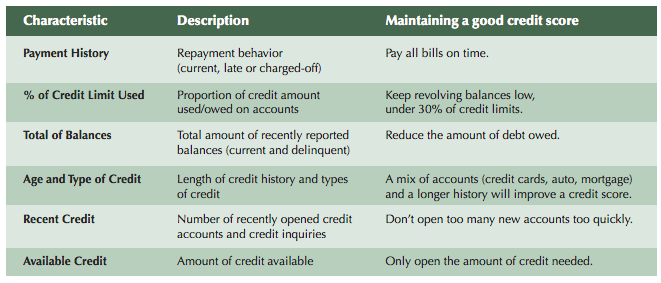 Characteristic Description Maintaining a good credit score
Payment History Repayment behavior Pay all bills on time.
(current, late or charged-off)
% of Credit Limit Used Proportion of credit amount Keep revolving balances low,
used/owed on accounts under 30% of credit limits.
Total of Balances Total amount of recently reported Reduce the amount of debt owed.
balances (current and delinquent)
Age and Type of Credit Length of credit history and types A mix of accounts (credit cards, auto, mortgage)
of credit and a longer history will improve a credit score.
Recent Credit Number of recently opened credit Don’t open too many new accounts too quickly.
accounts and credit inquiries
Available Credit Amount of credit available Only open the amount of credit needed.